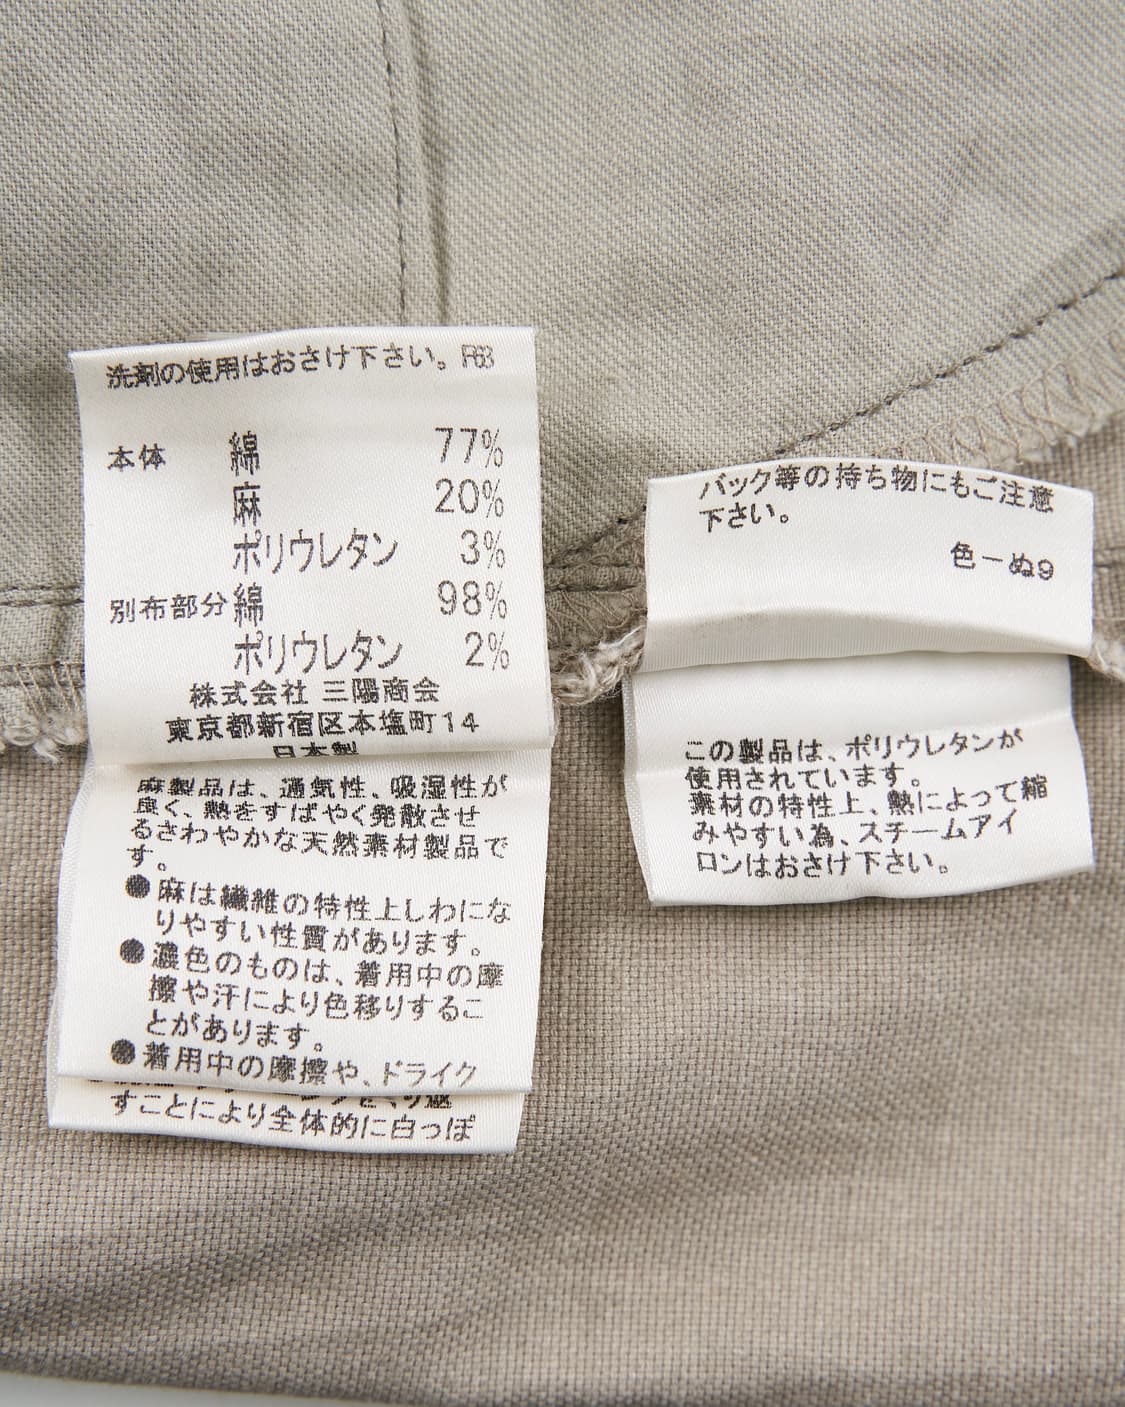 洗剤の使用はおさけ下さい。R63
本体 綿 77%
麻 20%
ポリウレタン 3%
別布部分 綿 98%
ポリウレタン 2%
株式会社 三陽商会
東京都新宿区本塩町14
日本製
麻製品は、通気性、吸湿性が
良く、熱をすばやく発散させ
るさわやかな天然素材製品で
す。
●麻は繊維の特性上しわにな
りやすい性質があります。
●濃色のものは、着用中の摩
擦や汗により色移りするこ
とがあります。
●着用中の摩擦や、ドライク
すことにより全体的に白っぽ
バック等の持ち物にもご注意
下さい。
色ーぬ9
この製品は、ポリウレタンが
使用されています。
素材の特性上、熱によって縮
みやすい為、スチームアイ
ロンはおさけ下さい。